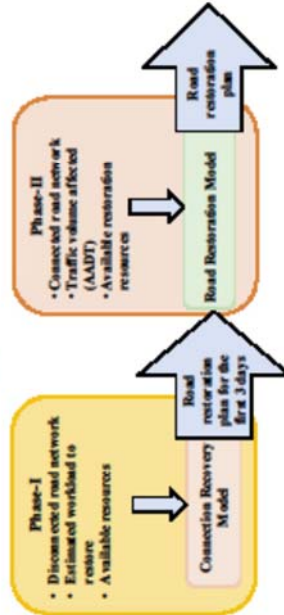 Phase-I
• Disconnected road network
• Estimated workload to
restore
• Available resources
Connection Recovery
Model
Road
restoration
plan for the
first 3 days
Phase-II
• Connected road network
• Traffic volume affected
(AADT)
• Available restoration
resources
Road Restoration Model
Road
restoration
plan